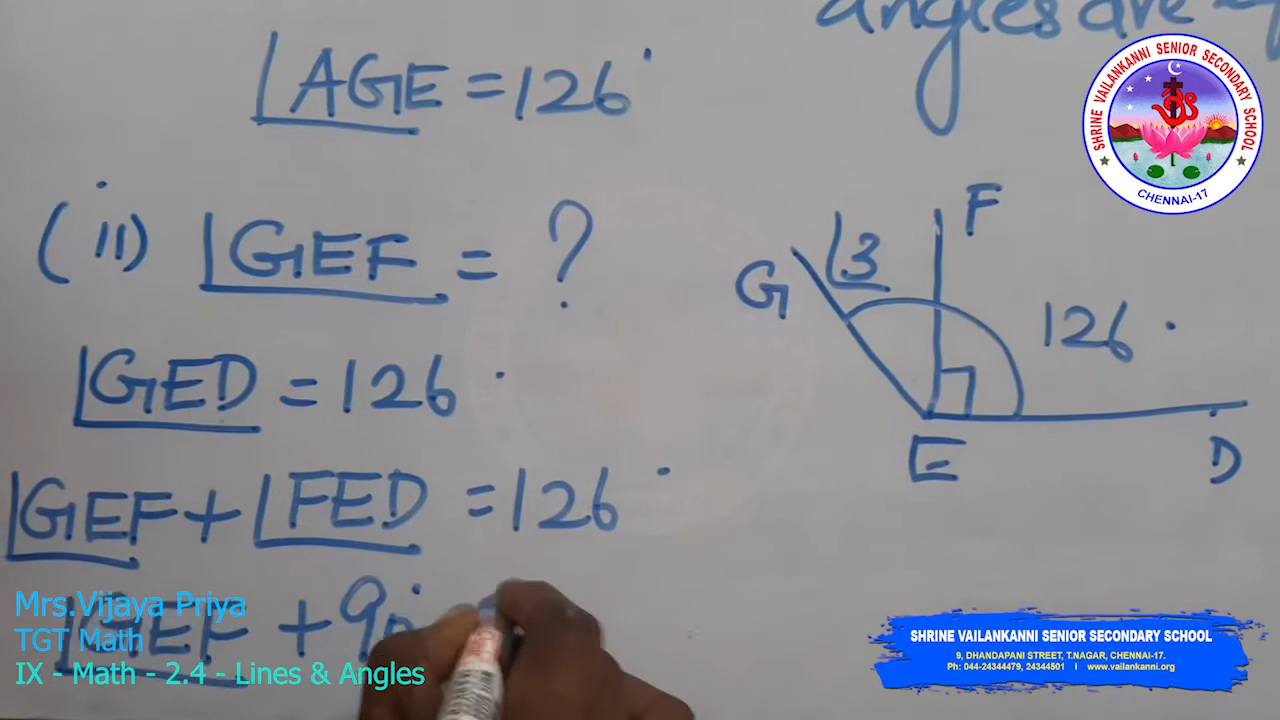 angles are
∠AGE = 126°
(ii) ∠GEF = ?
∠GED = 126°
∠GEF + ∠FED = 126°
∠GEF + 90°
F
G
∠3
126°
E
D
SHRINE VAILANKANNI SENIOR SECONDARY SCHOOL
CHENNAI-17
Mrs.Vijaya Priya
TGT Math
IX - Math - 2.4 - Lines & Angles
SHRINE VAILANKANNI SENIOR SECONDARY SCHOOL
9, DHANDAPANI STREET, T.NAGAR, CHENNAI-17.
Ph: 044-24344479, 24344501 I www.vailankanni.org